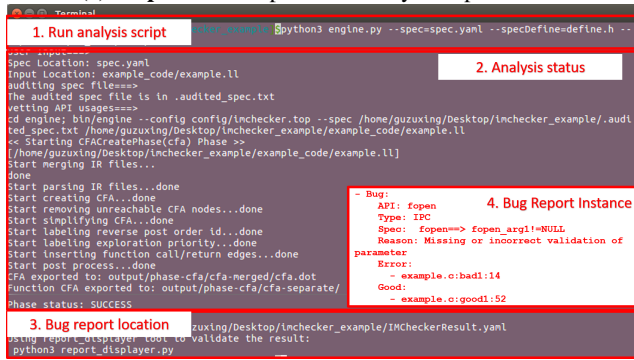 Terminal
1. Run analysis script
$python3 engine.py --spec=spec.yaml --specDefine=define.h --
2. Analysis status
Spec Location: spec.yaml
Input Location: example_code/example.ll
auditing spec file===>
The audited spec file is in .audited_spec.txt
vetting API usages===>
cd engine; bin/engine --config config/imchecker.top --spec /home/guzuxing/Desktop/imchecker_example/.audi
ted_spec.txt /home/guzuxing/Desktop/imchecker_example/example_code/example.ll
<< Starting CFACreatePhase(cfa) Phase >>
[/home/guzuxing/Desktop/imchecker_example/example_code/example.ll]
Start merging IR files...
done
Start parsing IR files...done
Start creating CFA...done
Start removing unreachable CFA nodes...done
Start simplifying CFA...done
Start labeling reverse post order id...done
Start labeling exploration priority...done
Start inserting function call/return edges...done
Start post process...done
CFA exported to: output/phase-cfa/cfa-merged/cfa.dot
Function CFA exported to: output/phase-cfa/cfa-separate/
Phase status: SUCCESS
4. Bug Report Instance
- Bug:
API: fopen
Type: IPC
Spec: fopen==> fopen_arg1!=NULL
Reason: Missing or incorrect validation of
parameter
Error:
- example.c:bad1:14
Good:
- example.c:good1:52
3. Bug report location
zuxing/Desktop/imchecker_example/IMCheckerResult.yaml
Using report_displayer tool to validate the result:
python3 report_displayer.py